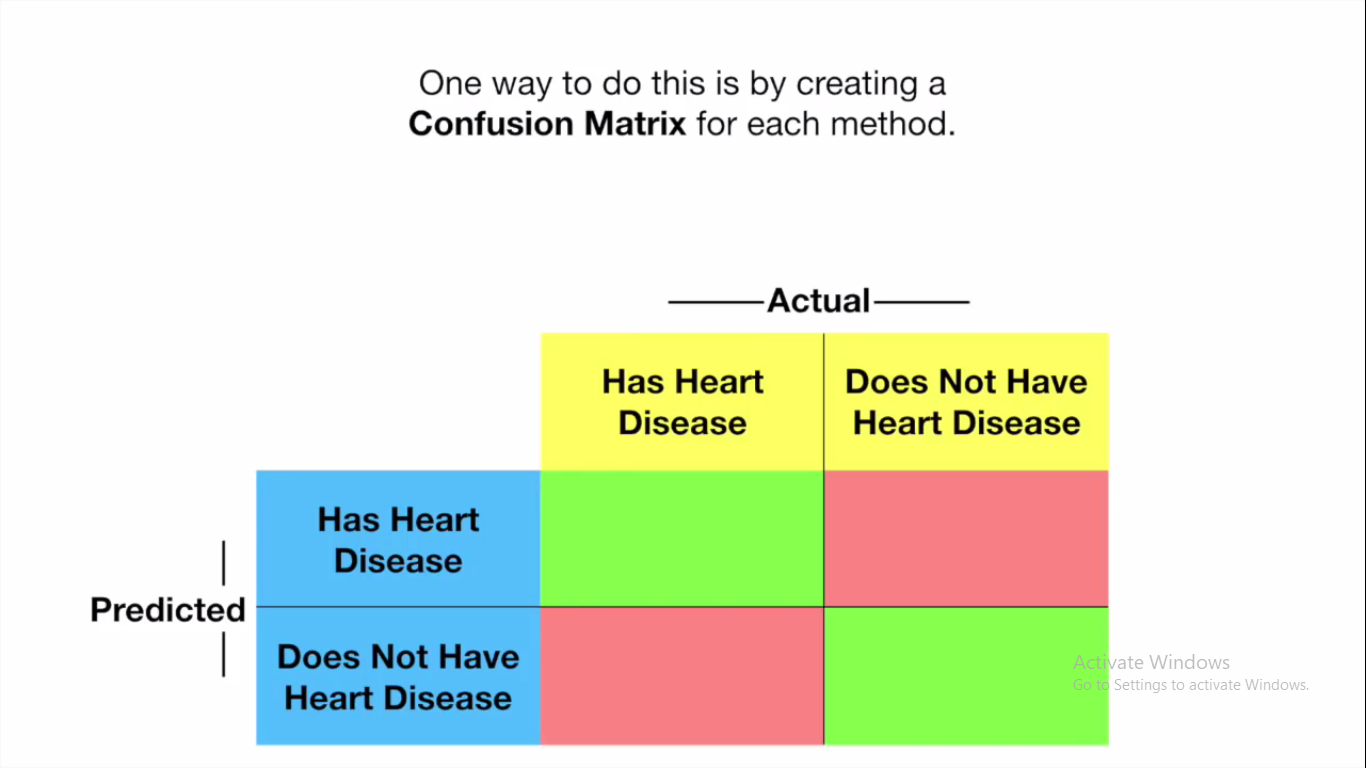 One way to do this is by creating a
Confusion Matrix for each method.
Actual
Has Heart
Disease
Does Not Have
Heart Disease
Has Heart
Disease
Predicted
Does Not Have
Heart Disease
Activate Windows
Go to Settings to activate Windows.